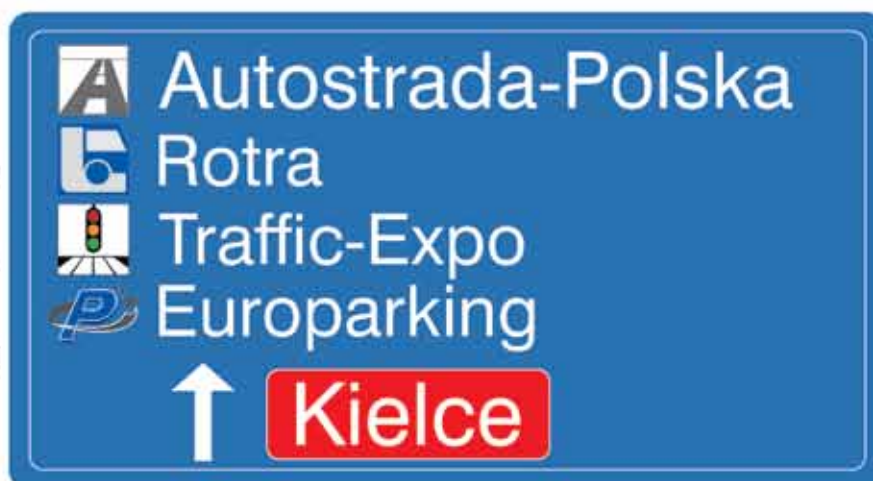 Autostrada-Polska
Rotra
Traffic-Expo
Europarking
Kielce